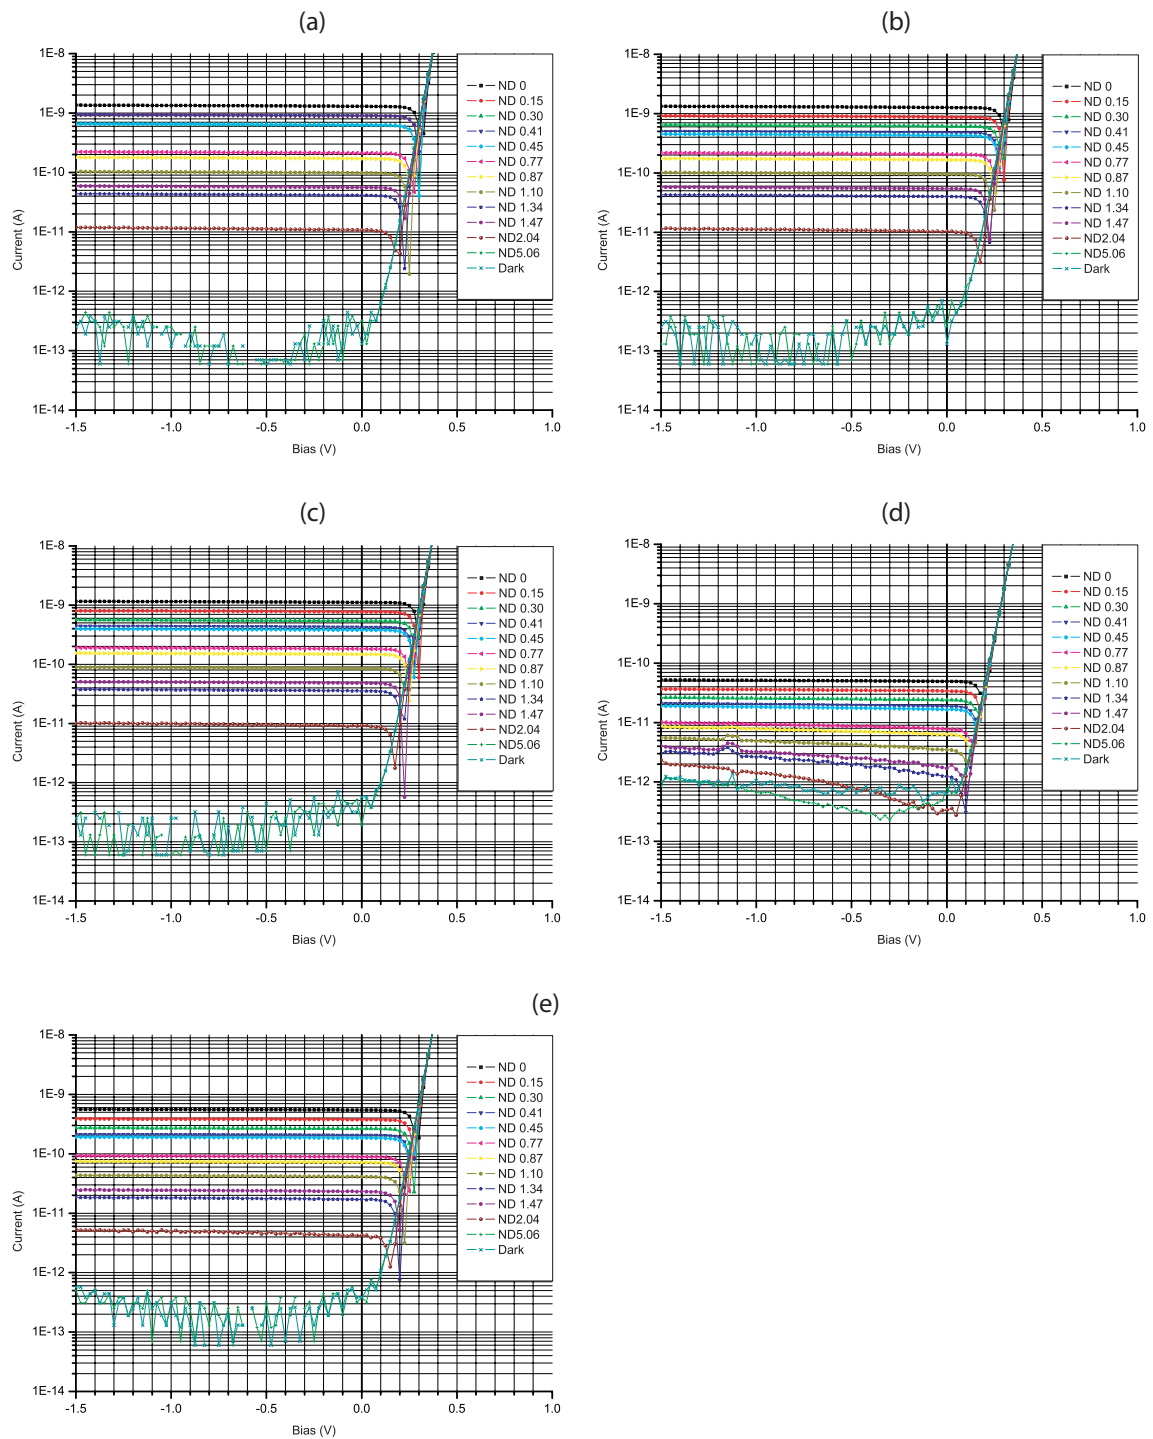 (a)
1E-8
1E-9
1E-10
1E-11
1E-12
1E-13
1E-14
Current (A)
-1.5 -1.0 -0.5 0.0 0.5 1.0
Bias (V)
ND 0
ND 0.15
ND 0.30
ND 0.41
ND 0.45
ND 0.77
ND 0.87
ND 1.10
ND 1.34
ND 1.47
ND2.04
ND5.06
Dark
(b)
1E-8
1E-9
1E-10
1E-11
1E-12
1E-13
1E-14
Current (A)
-1.5 -1.0 -0.5 0.0 0.5 1.0
Bias (V)
ND 0
ND 0.15
ND 0.30
ND 0.41
ND 0.45
ND 0.77
ND 0.87
ND 1.10
ND 1.34
ND 1.47
ND2.04
ND5.06
Dark
(c)
1E-8
1E-9
1E-10
1E-11
1E-12
1E-13
1E-14
Current (A)
-1.5 -1.0 -0.5 0.0 0.5 1.0
Bias (V)
ND 0
ND 0.15
ND 0.30
ND 0.41
ND 0.45
ND 0.77
ND 0.87
ND 1.10
ND 1.34
ND 1.47
ND2.04
ND5.06
Dark
(d)
1E-8
1E-9
1E-10
1E-11
1E-12
1E-13
1E-14
Current (A)
-1.5 -1.0 -0.5 0.0 0.5 1.0
Bias (V)
ND 0
ND 0.15
ND 0.30
ND 0.41
ND 0.45
ND 0.77
ND 0.87
ND 1.10
ND 1.34
ND 1.47
ND2.04
ND5.06
Dark
(e)
1E-8
1E-9
1E-10
1E-11
1E-12
1E-13
1E-14
Current (A)
-1.5 -1.0 -0.5 0.0 0.5 1.0
Bias (V)
ND 0
ND 0.15
ND 0.30
ND 0.41
ND 0.45
ND 0.77
ND 0.87
ND 1.10
ND 1.34
ND 1.47
ND2.04
ND5.06
Dark